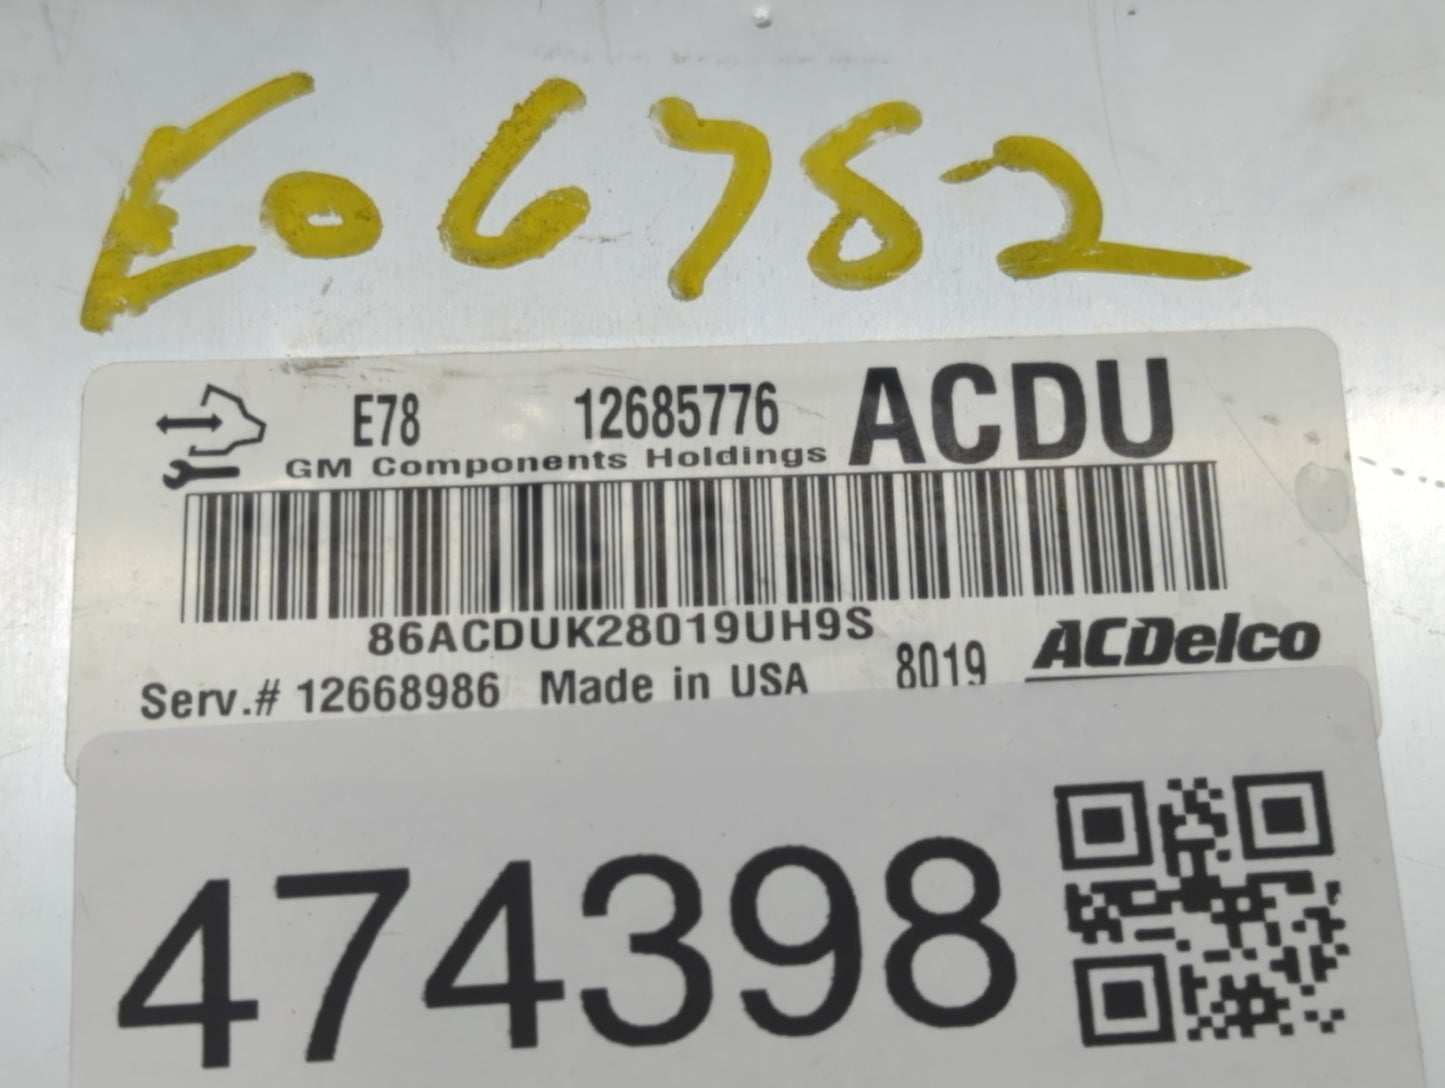 E06782
E78 12685776 ACDU
GM Components Holdings
86ACDUK28019UH9S
Serv.# 12668986 Made in USA 8019 ACDelco
474398